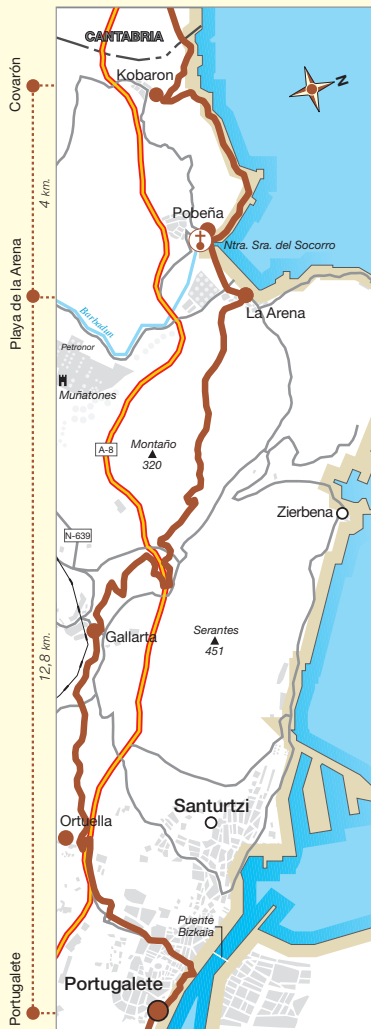 CANTABRIA
Kobaron
Covarón
N
4 km.
Pobeña
Ntra. Sra. del Socorro
Playa de la Arena
La Arena
Barbadun
Petronor
Muñatones
A-8
Montaño
320
Zierbena
N-639
Gallarta
Serantes
451
12,8 km.
Santurtzi
Ortuella
Puente
Bizkaia
Portugalete
Portugalete